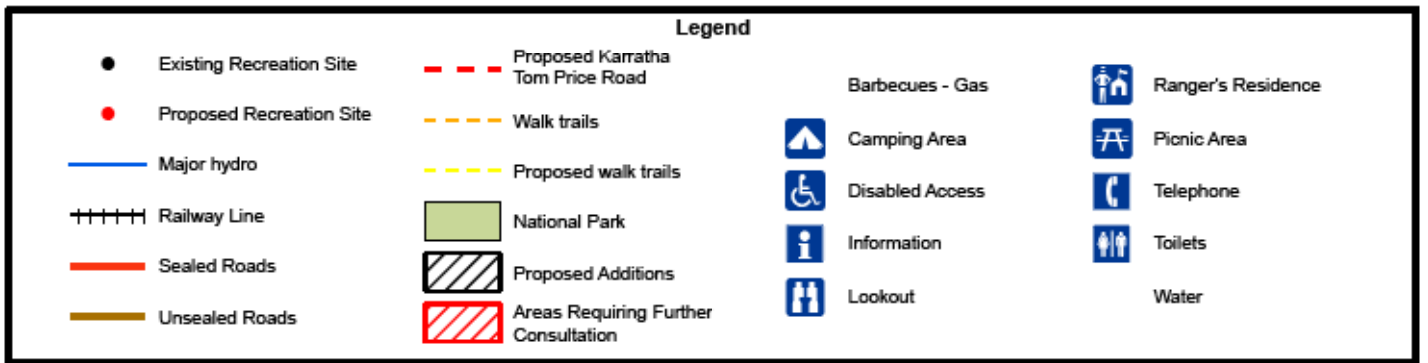 Legend
Existing Recreation Site
Proposed Recreation Site
Major hydro
Railway Line
Sealed Roads
Unsealed Roads
Proposed Karratha
Tom Price Road
Walk trails
Proposed walk trails
National Park
Proposed Additions
Areas Requiring Further
Consultation
Barbecues - Gas
Camping Area
Disabled Access
Information
Lookout
Ranger's Residence
Picnic Area
Telephone
Toilets
Water